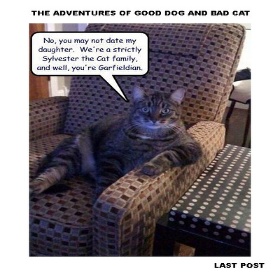 THE ADVENTURES OF GOOD DOG AND BAD CAT
No, you may not date my
daughter.  We're a strictly
Sylvester the Cat family,
and well, you're Garfieldian.
LAST POST